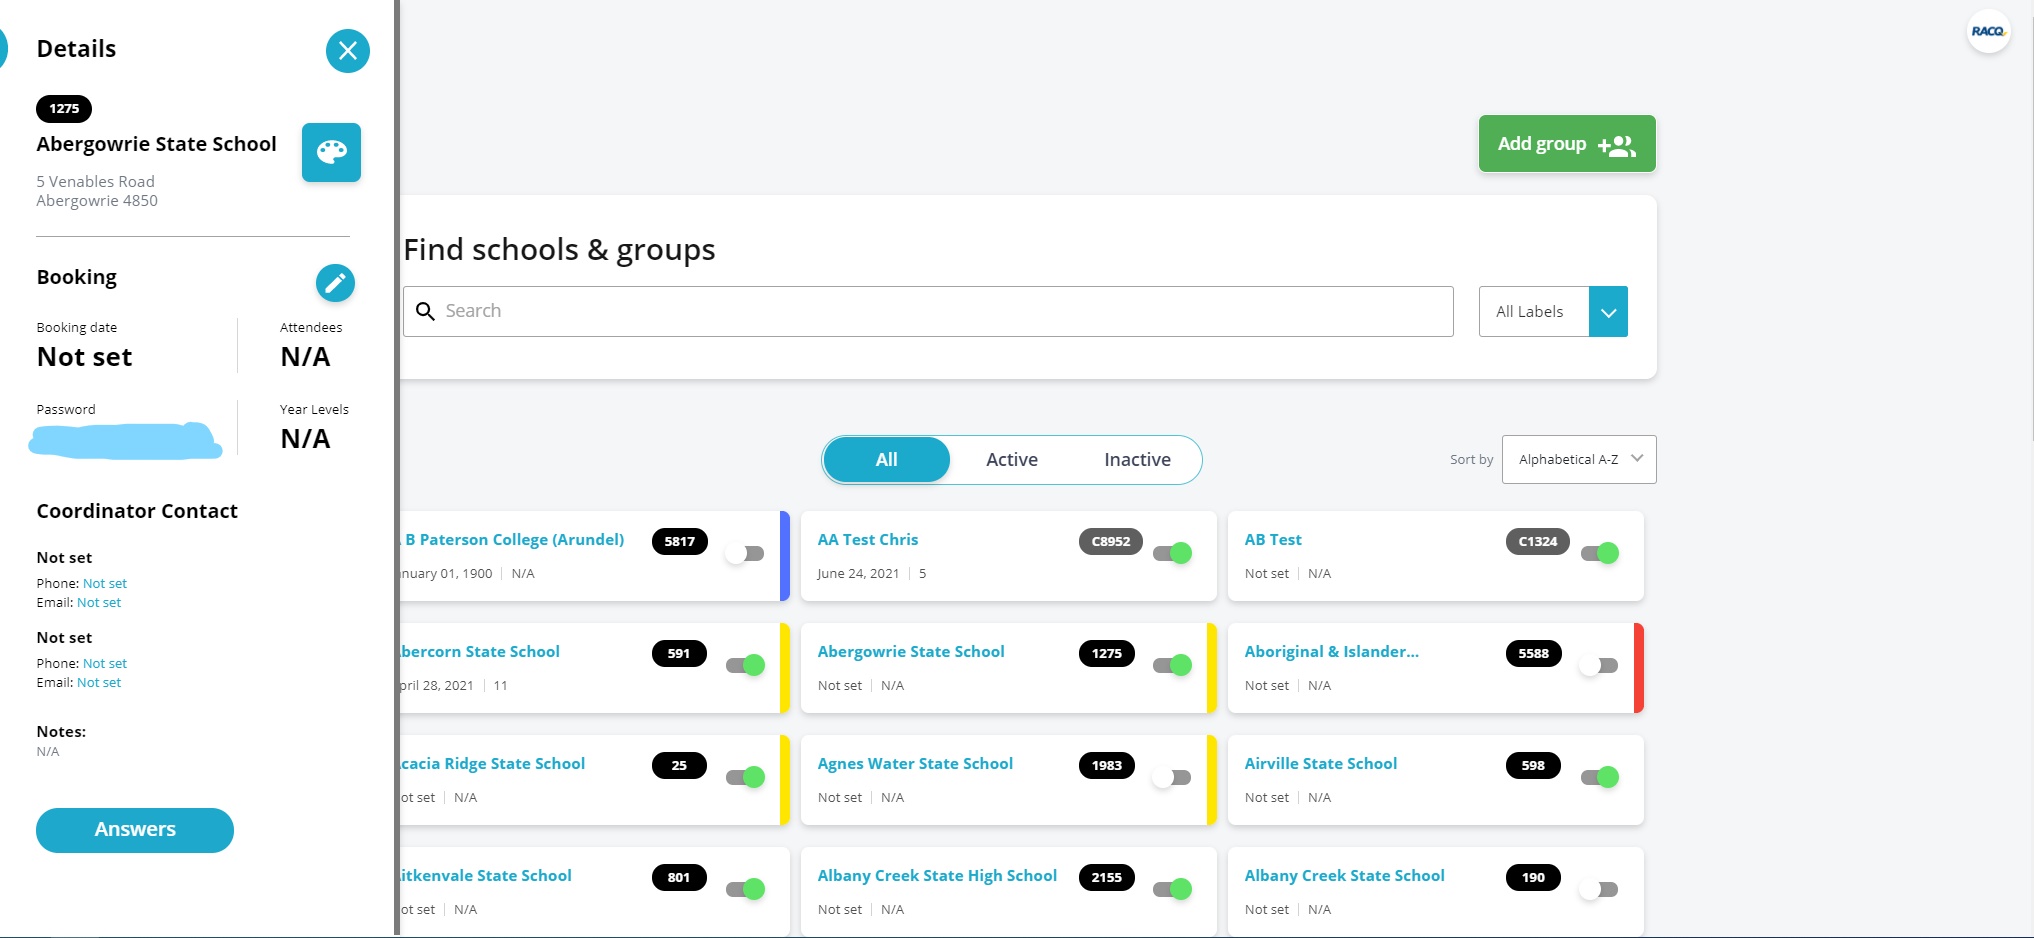 Details
1275
Abergowrie State School
5 Venables Road
Abergowrie 4850
Booking
Booking date
Not set
Attendees
N/A
Password
Year Levels
N/A
Coordinator Contact
Not set
Phone: Not set
Email: Not set
Not set
Phone: Not set
Email: Not set
Notes:
N/A
Answers
RACQ
Add group
Find schools & groups
Search
All Labels
All
Active
Inactive
Sort by
Alphabetical A-Z
B Paterson College (Arundel)
5817
nuary 01, 1900 | N/A
AA Test Chris
C8952
June 24, 2021 | 5
AB Test
C1324
Not set | N/A
bercorn State School
591
pril 28, 2021 | 11
Abergowrie State School
1275
Not set | N/A
Aboriginal & Islander...
5588
Not set | N/A
cacia Ridge State School
25
ot set | N/A
Agnes Water State School
1983
Not set | N/A
Airville State School
598
Not set | N/A
itkenvale State School
801
ot set | N/A
Albany Creek State High School
2155
Not set | N/A
Albany Creek State School
190
Not set | N/A